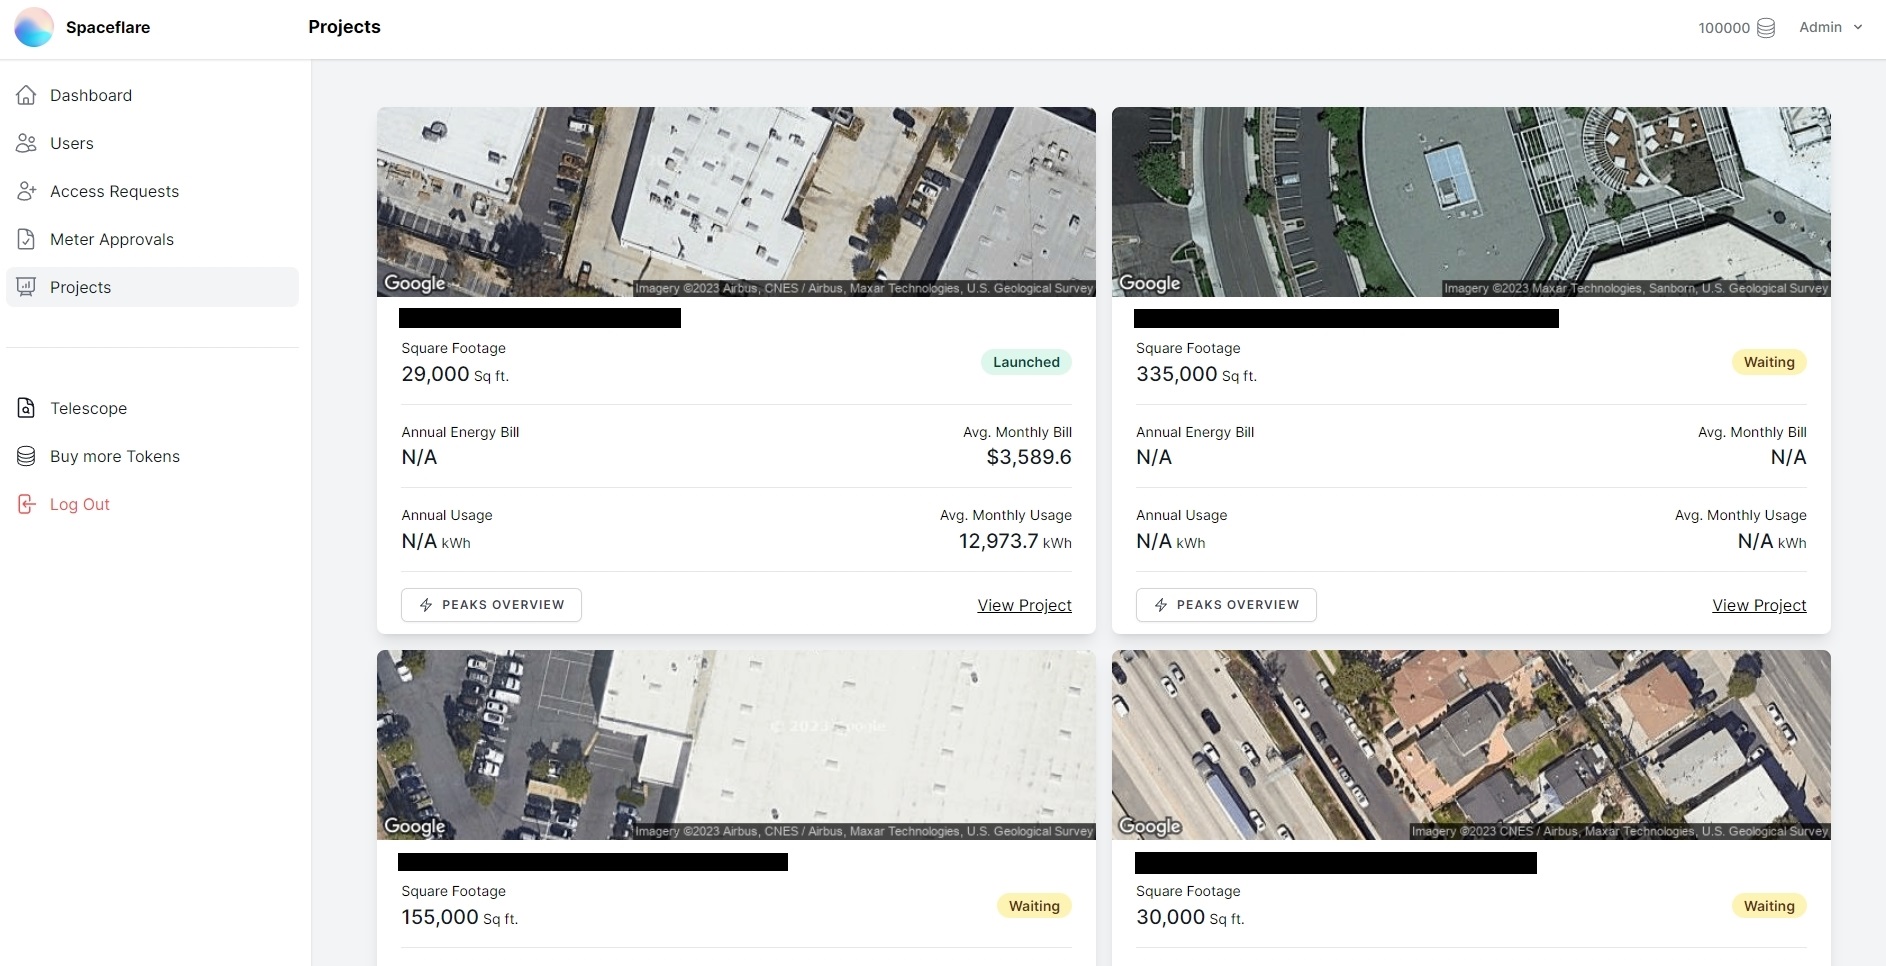 Spaceflare
Projects
100000
Admin
Dashboard
Users
Access Requests
Meter Approvals
Projects
Telescope
Buy more Tokens
Log Out
Google
Imagery ©2023 Airbus, CNES / Airbus, Maxar Technologies, U.S. Geological Survey
Square Footage
29,000 Sq ft.
Launched
Annual Energy Bill
N/A
Avg. Monthly Bill
$3,589.6
Annual Usage
N/A kWh
Avg. Monthly Usage
12,973.7 kWh
PEAKS OVERVIEW
View Project
Google
Imagery ©2023 Maxar Technologies, Sanborn, U.S. Geological Survey
Square Footage
335,000 Sq ft.
Waiting
Annual Energy Bill
N/A
Avg. Monthly Bill
N/A
Annual Usage
N/A kWh
Avg. Monthly Usage
N/A kWh
PEAKS OVERVIEW
View Project
© 2023 Google
Google
Imagery ©2023 Airbus, CNES / Airbus, Maxar Technologies, U.S. Geological Survey
Square Footage
155,000 Sq ft.
Waiting
Google
Imagery ©2023 CNES / Airbus, Maxar Technologies, U.S. Geological Survey
Square Footage
30,000 Sq ft.
Waiting